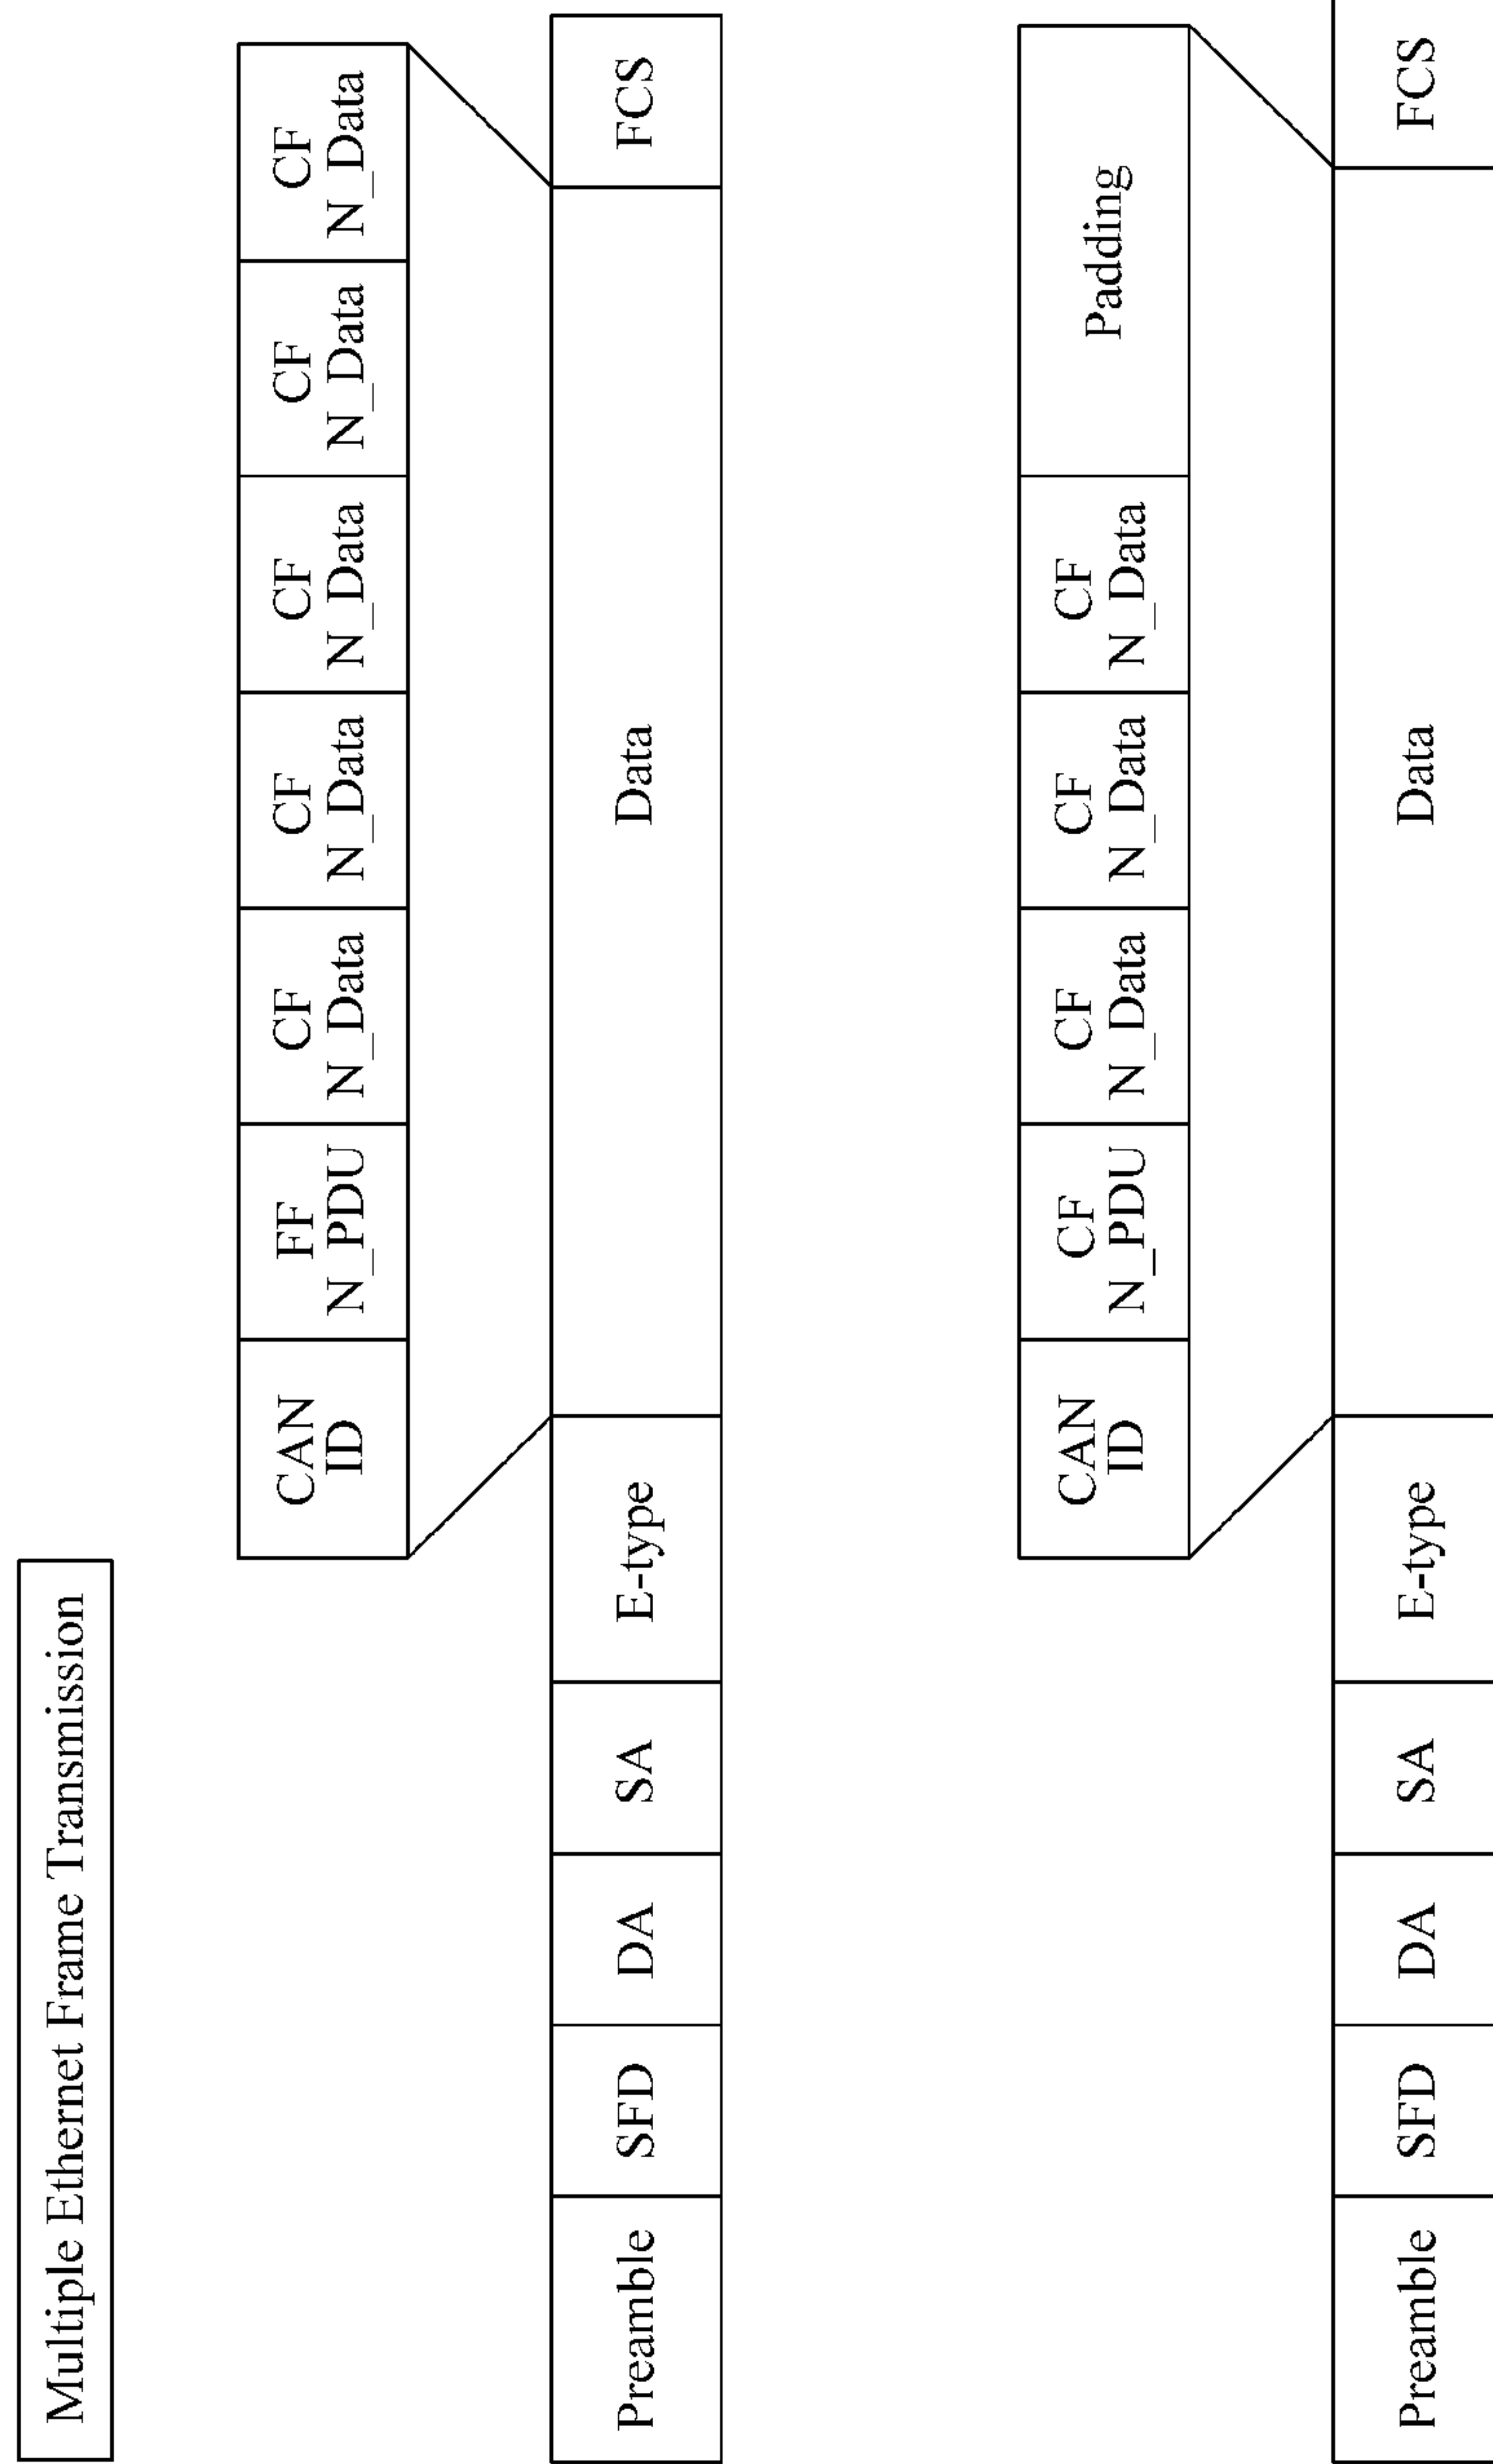 Multiple Ethernet Frame Transmission
CAN
ID
FF
N_PDU
CF
N_Data
CF
N_Data
CF
N_Data
CF
N_Data
CF
N_Data
Preamble
SFD
DA
SA
E-type
Data
FCS
CAN
ID
CF
N_PDU
CF
N_Data
CF
N_Data
CF
N_Data
Padding
Preamble
SFD
DA
SA
E-type
Data
FCS